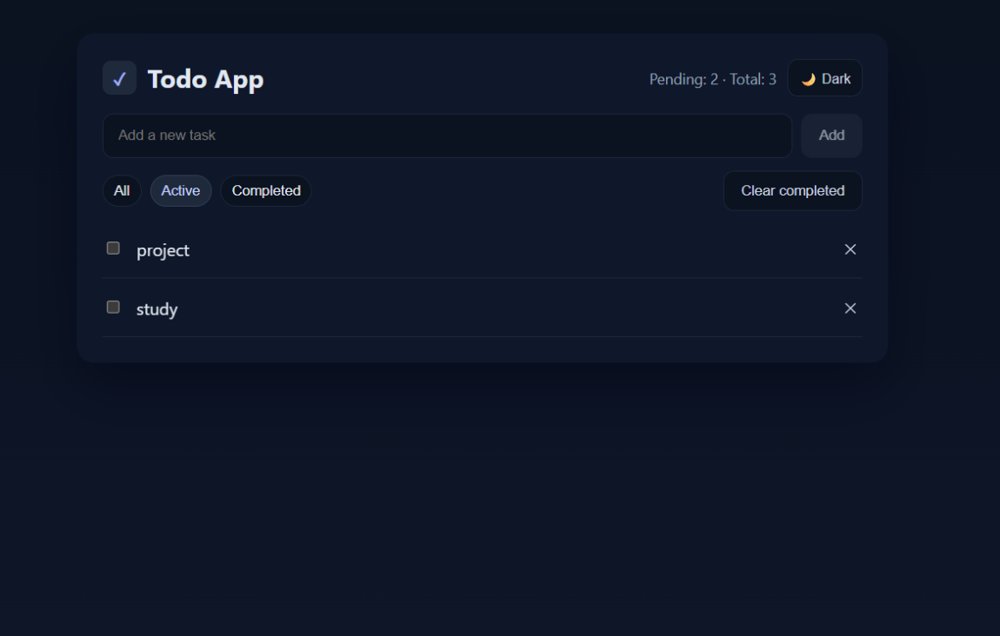 ✓ Todo App
Pending: 2 · Total: 3
🌙 Dark
Add a new task
Add
All
Active
Completed
Clear completed
project
×
study
×